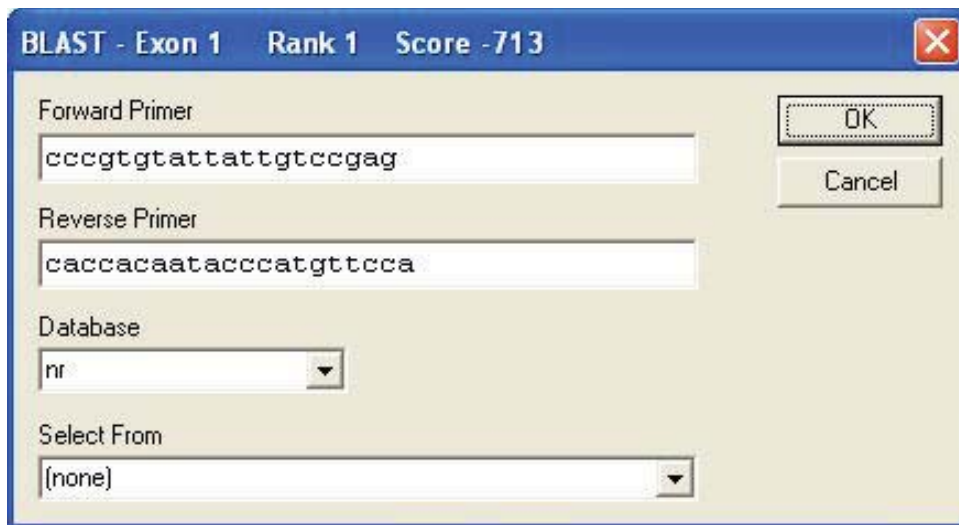 BLAST - Exon 1 Rank 1 Score -713
Forward Primer
cccgtgtattattgtccgag
OK
Cancel
Reverse Primer
caccacaatacccatgttcca
Database
nr
Select From
(none)